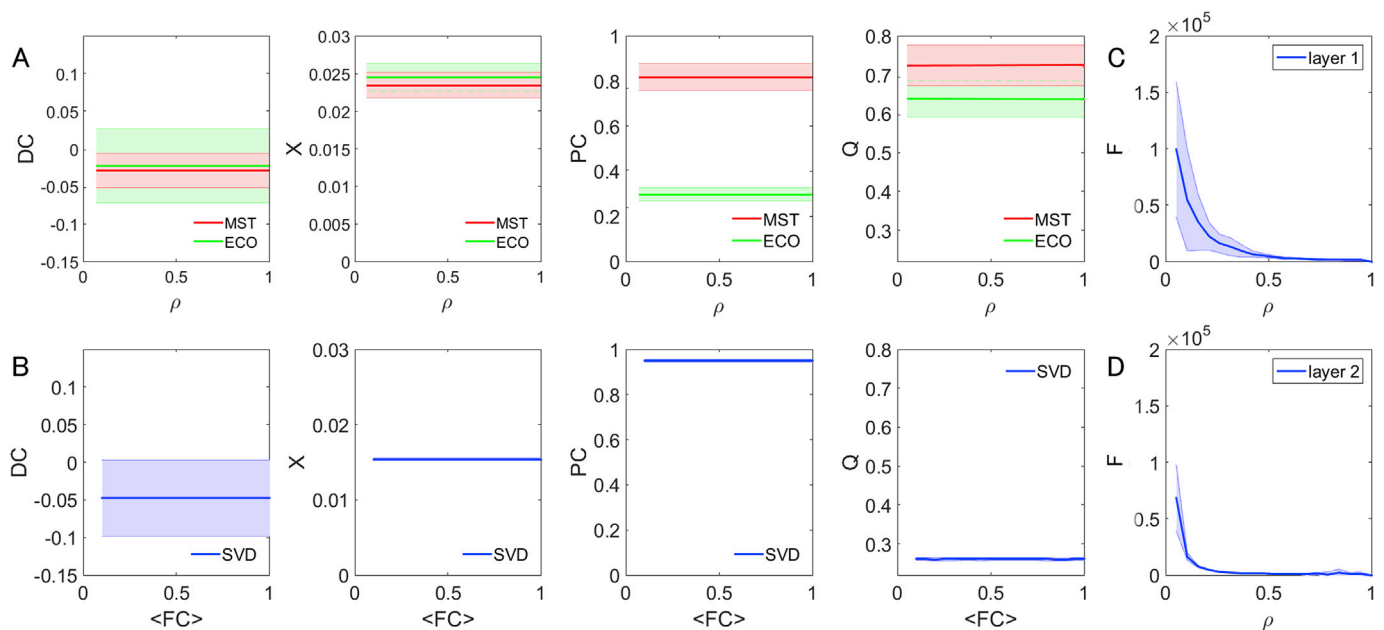 A
DC
0.1
0.05
0
-0.05
-0.1
-0.15
0
0.5
1
ρ
MST
ECO
X
0.03
0.025
0.02
0.015
0.01
0.005
0
0
0.5
1
ρ
MST
ECO
PC
1
0.8
0.6
0.4
0.2
0
0
0.5
1
ρ
MST
ECO
Q
0.8
0.7
0.6
0.5
0.4
0.3
0
0.5
1
ρ
MST
ECO
C
×10⁵
F
2
1.5
1
0.5
0
0
0.5
1
ρ
layer 1
B
DC
0.1
0.05
0
-0.05
-0.1
-0.15
0
0.5
1
<FC>
SVD
X
0.03
0.02
0.01
0
0
0.5
1
<FC>
SVD
PC
1
0.8
0.6
0.4
0.2
0
0
0.5
1
<FC>
SVD
Q
0.8
0.7
0.6
0.5
0.4
0.3
0
0.5
1
<FC>
SVD
D
×10⁵
F
2
1.5
1
0.5
0
0
0.5
1
ρ
layer 2